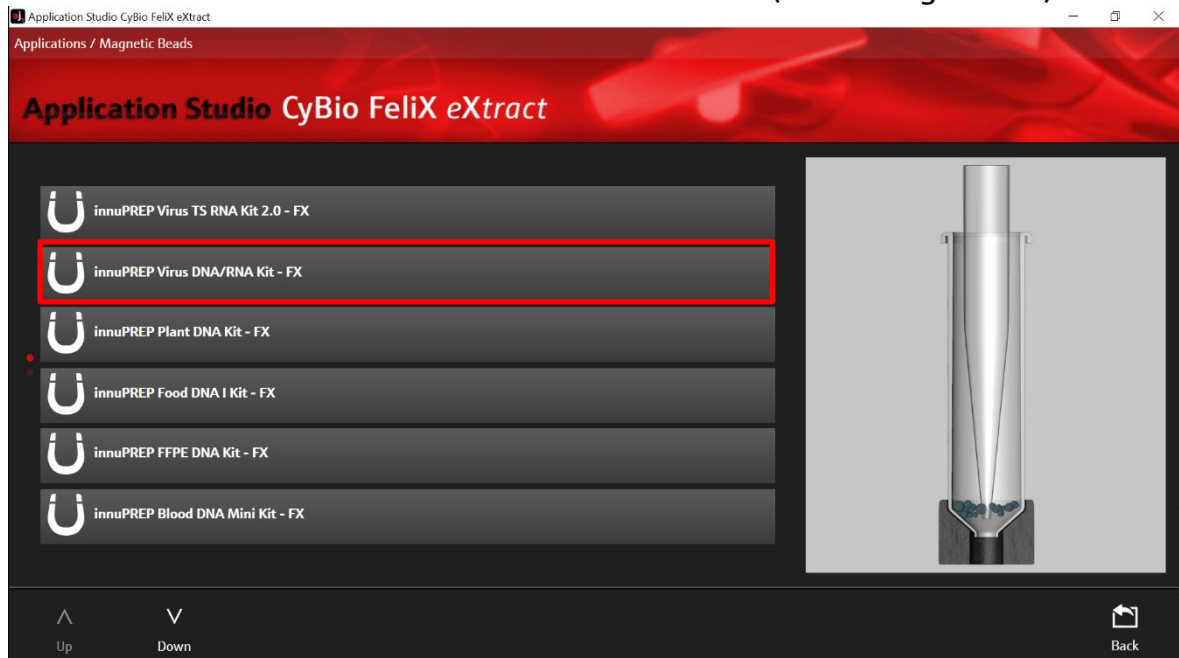 Application Studio CyBio FeliX eXtract
Applications / Magnetic Beads
Application Studio CyBio FeliX eXtract
innuPREP Virus TS RNA Kit 2.0 - FX
innuPREP Virus DNA/RNA Kit - FX
innuPREP Plant DNA Kit - FX
innuPREP Food DNA I Kit - FX
innuPREP FFPE DNA Kit - FX
innuPREP Blood DNA Mini Kit - FX
Up
Down
Back